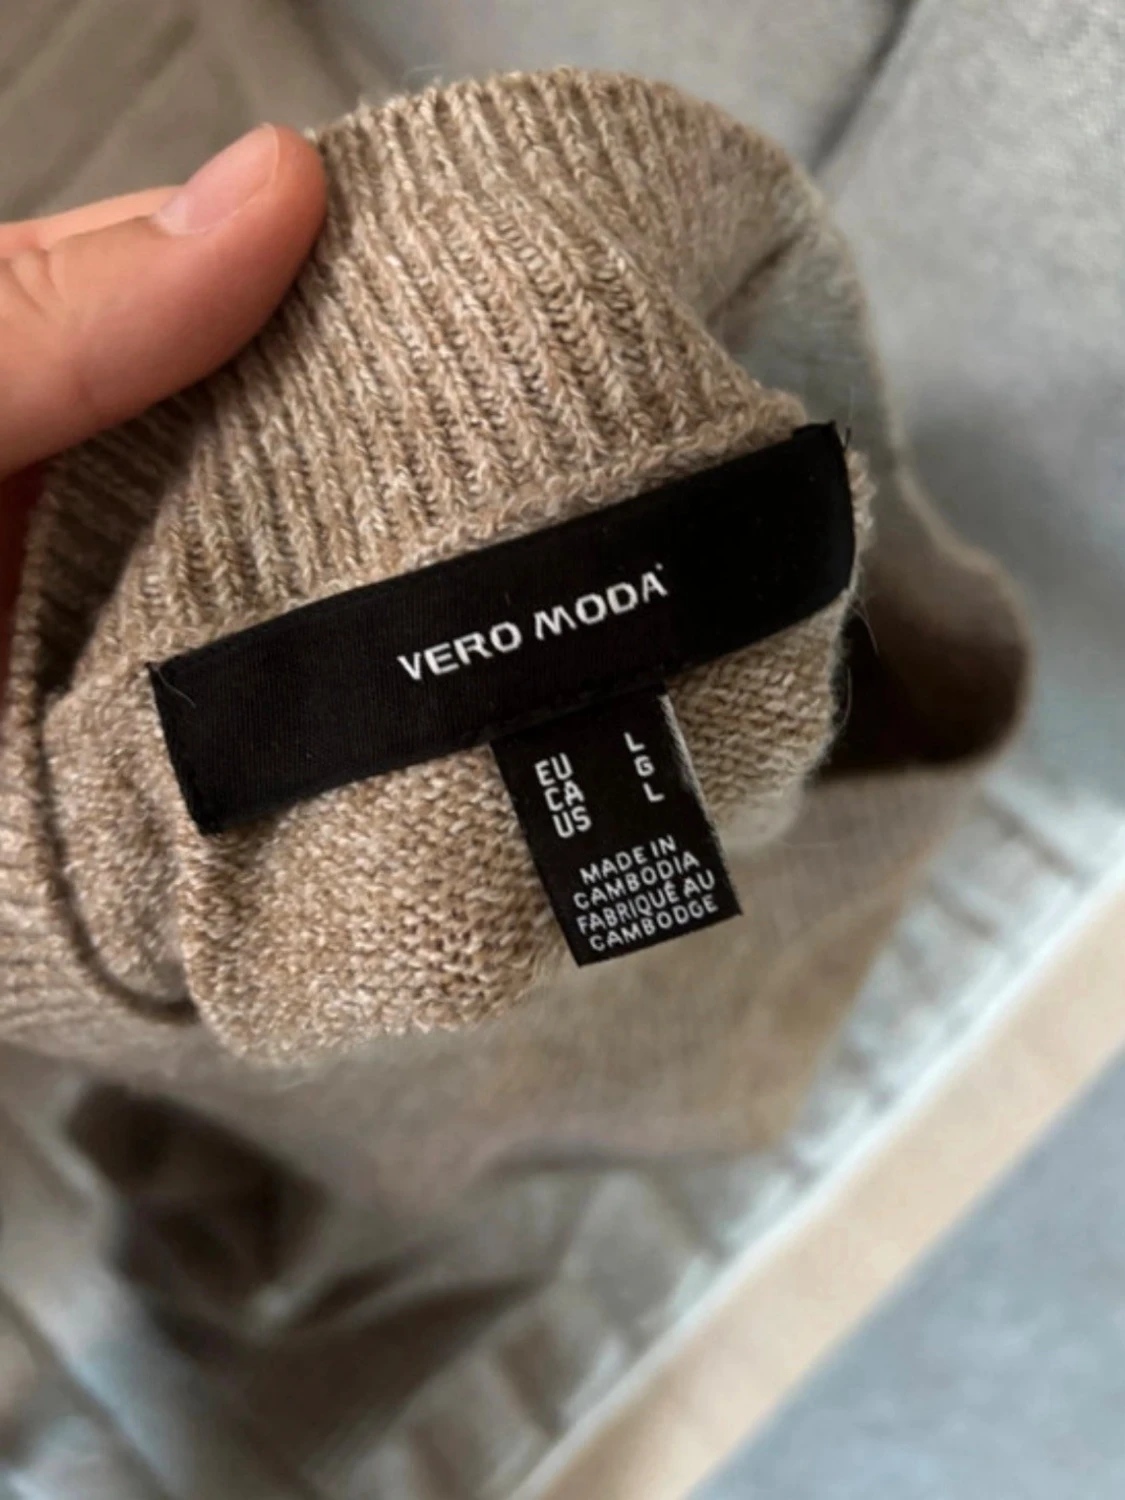 VERO MODA
EU L
CA G
US L
MADE IN
CAMBODIA
FABRIQUÉ AU
CAMBODGE